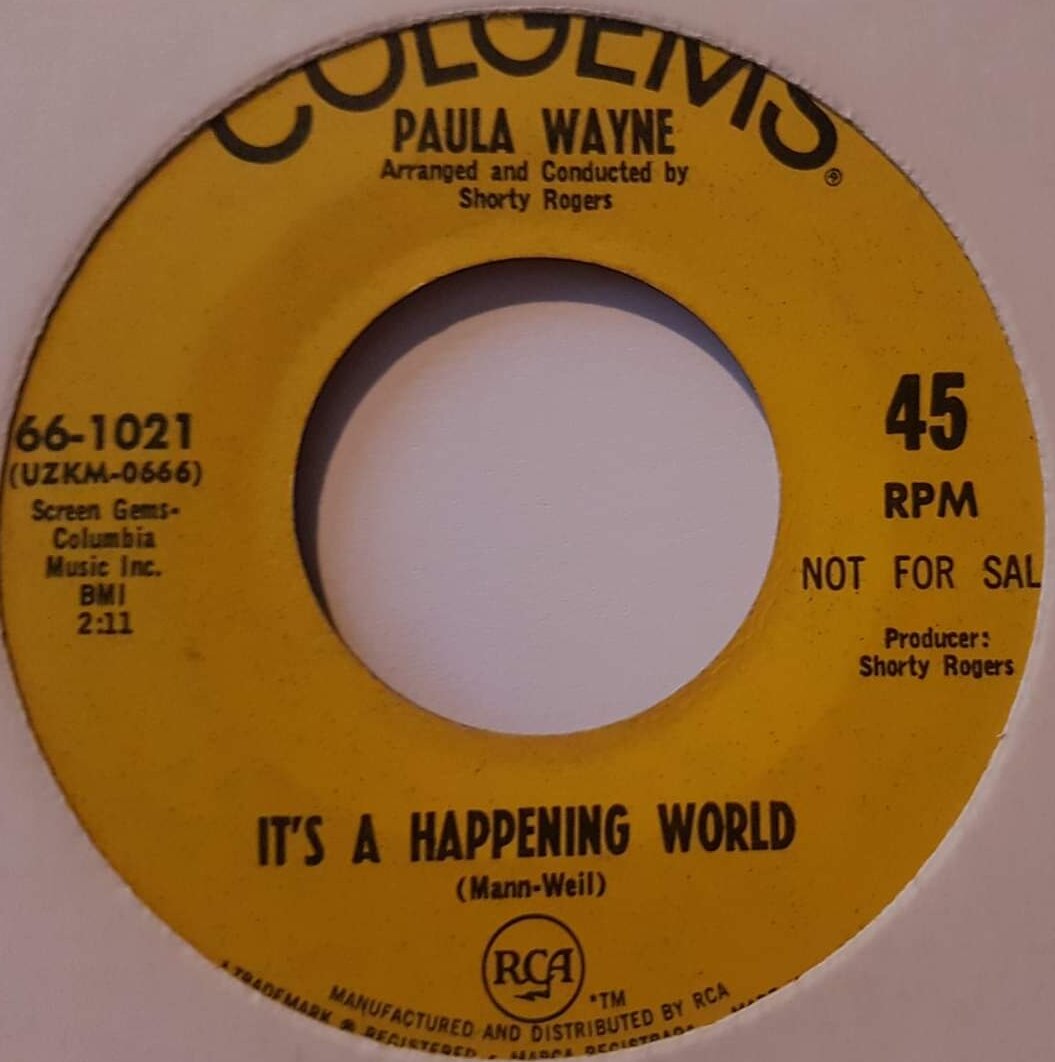 COLGEMS®
PAULA WAYNE
Arranged and Conducted by
Shorty Rogers
66-1021
(UZKM-0666)
Screen Gems-
Columbia
Music Inc.
BMI
2:11
45
RPM
NOT FOR SAL
Producer:
Shorty Rogers
IT'S A HAPPENING WORLD
(Mann-Weil)
RCA
*TM
MANUFACTURED AND DISTRIBUTED BY RCA
TRADEMARK ® REGISTERED